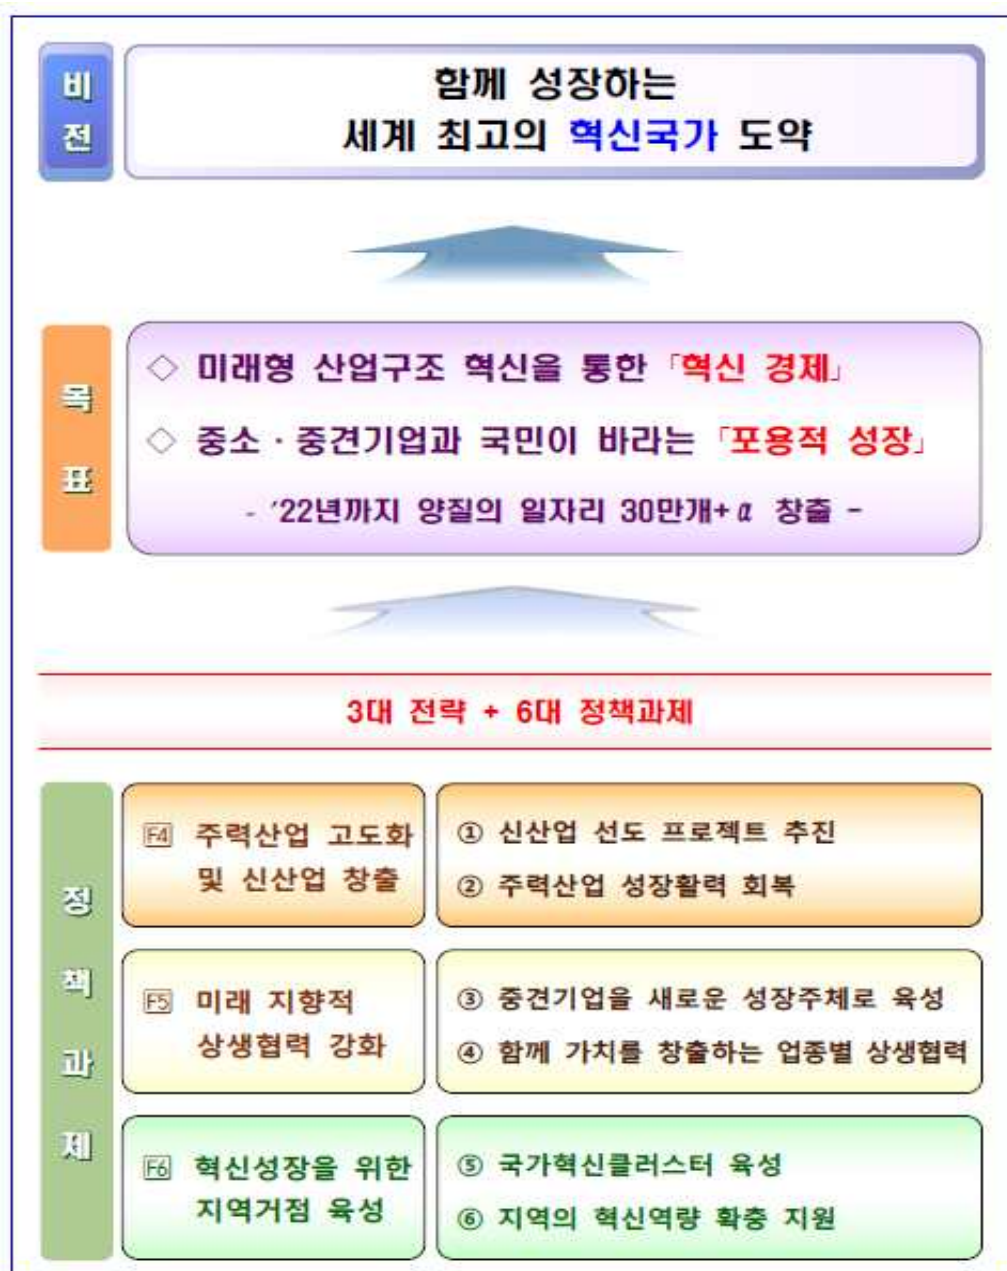 비전
함께 성장하는
세계 최고의 혁신국가 도약
목표
◇ 미래형 산업구조 혁신을 통한 「혁신 경제」
◇ 중소·중견기업과 국민이 바라는 「포용적 성장」
- ‘22년까지 양질의 일자리 30만개+α 창출 -
3대 전략 + 6대 정책과제
정책과제
F4 주력산업 고도화
및 신산업 창출
① 신산업 선도 프로젝트 추진
② 주력산업 성장활력 회복
F5 미래 지향적
상생협력 강화
③ 중견기업을 새로운 성장주체로 육성
④ 함께 가치를 창출하는 업종별 상생협력
F6 혁신성장을 위한
지역거점 육성
⑤ 국가혁신클러스터 육성
⑥ 지역의 혁신역량 확충 지원